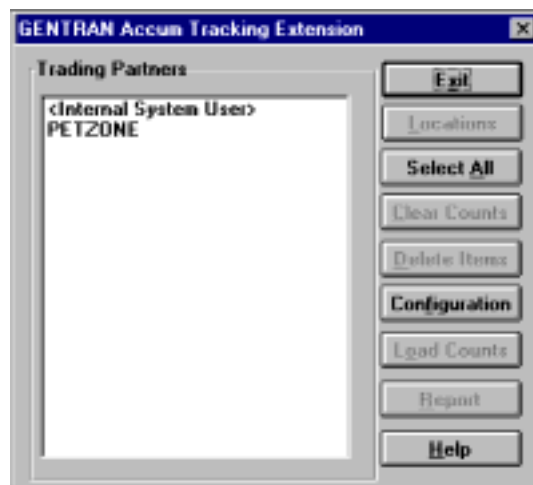 GENTRAN Accum Tracking Extension
Trading Partners
<Internal System User>
PETZONE
Exit
Locations
Select All
Clear Counts
Delete Items
Configuration
Load Counts
Report
Help